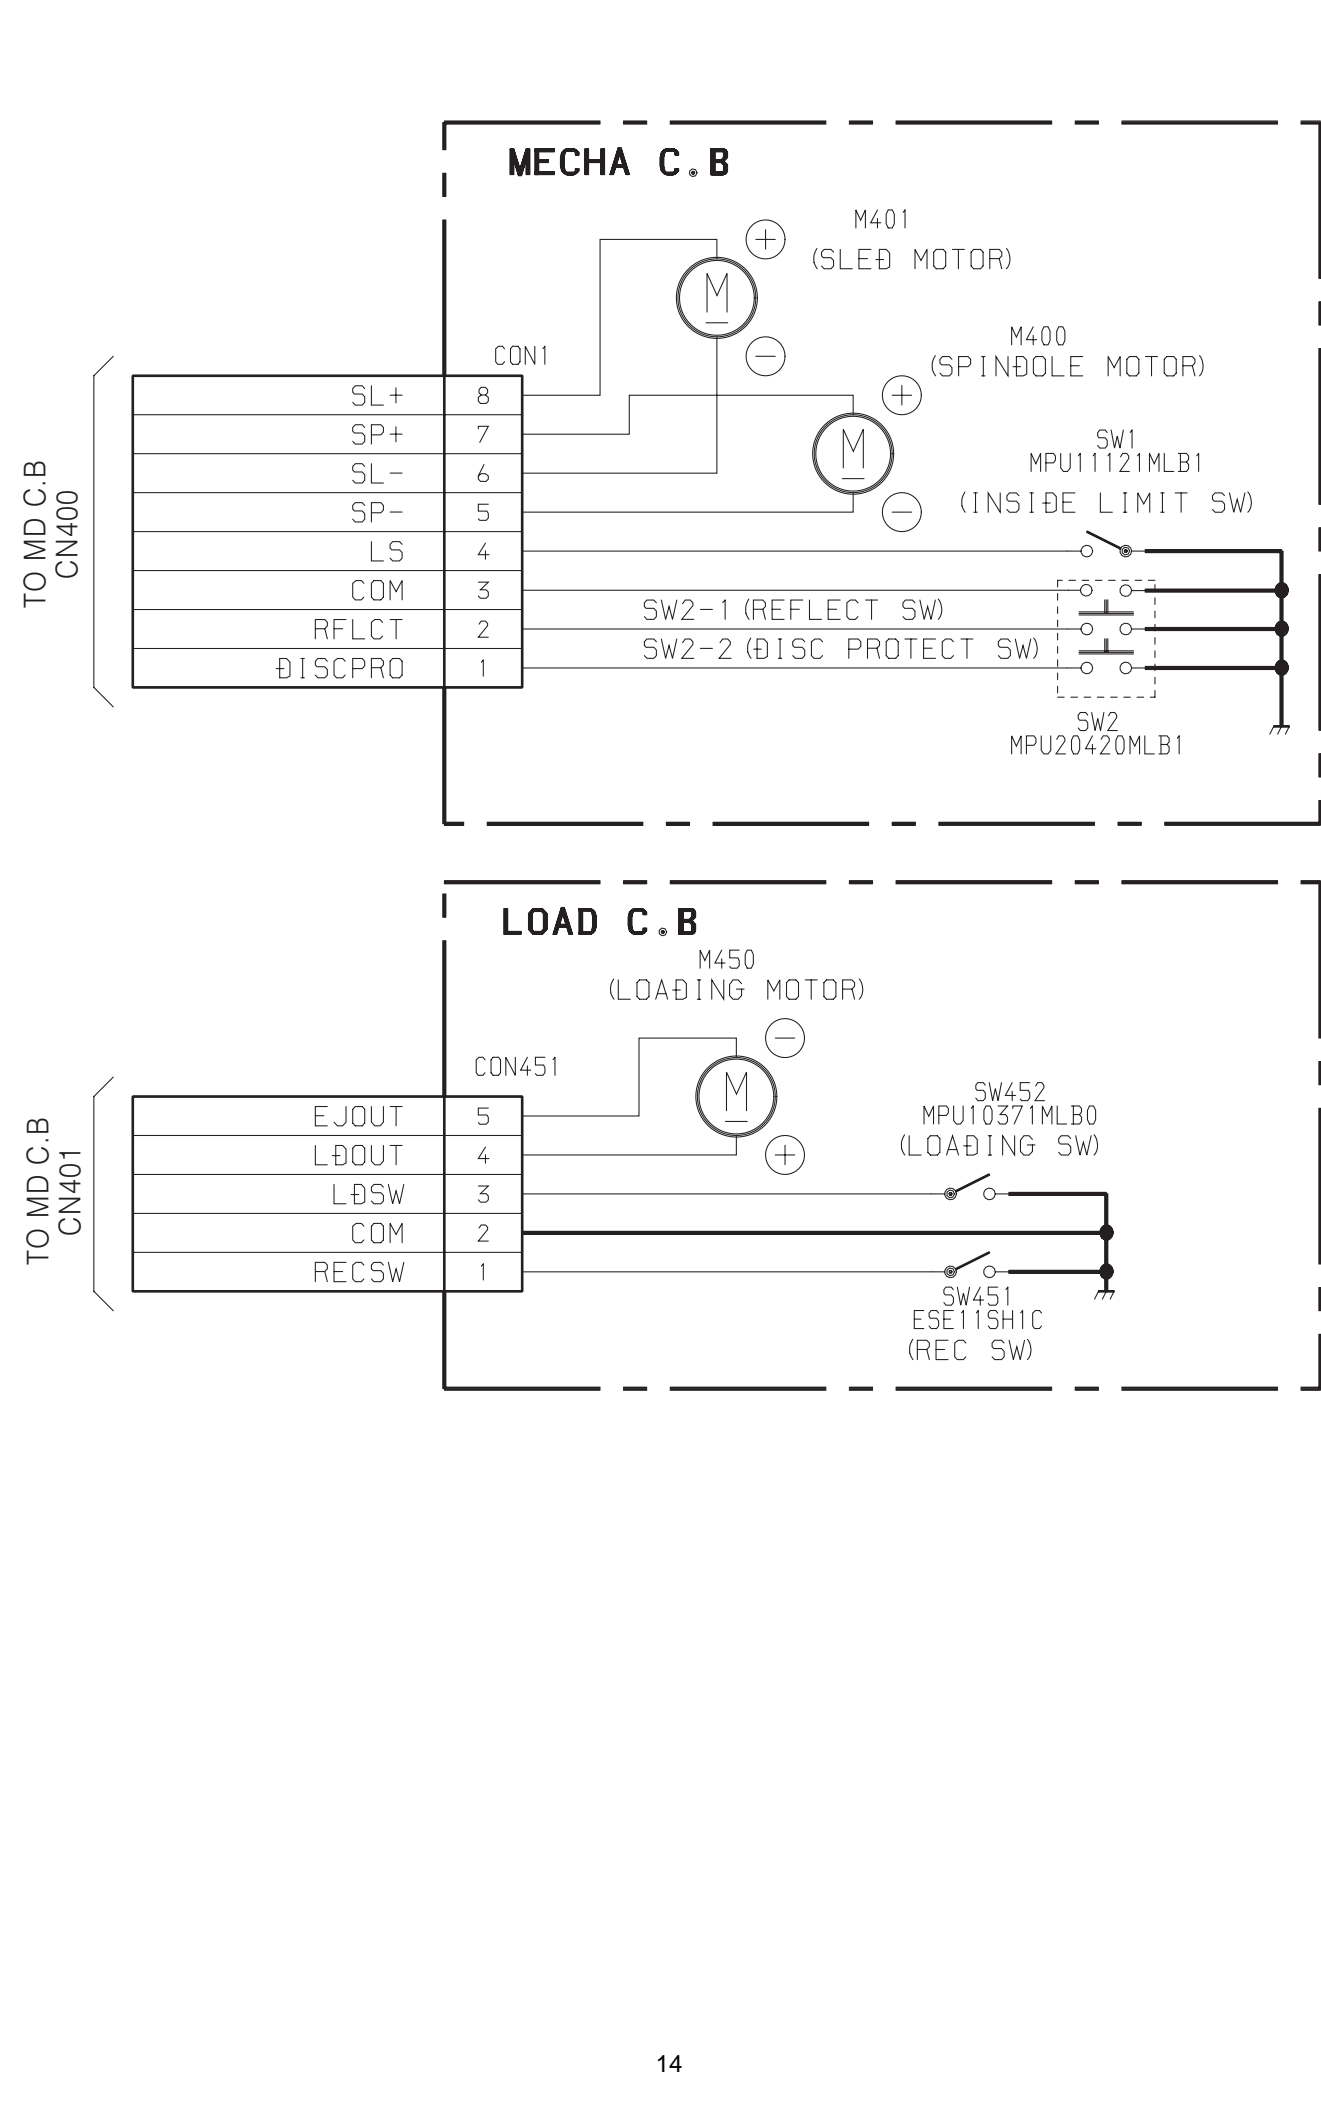 MECHA C.B
M401
(SLED MOTOR)
M
M400
(SPINDOLE MOTOR)
M
CON1
SL+ 8
SP+ 7
SL- 6
SP- 5
LS 4
COM 3
RFLCT 2
DISCPRO 1
TO MD C.B
CN400
SW1
MPU11121MLB1
(INSIDE LIMIT SW)
SW2-1 (REFLECT SW)
SW2-2 (DISC PROTECT SW)
SW2
MPU20420MLB1
LOAD C.B
M450
(LOADING MOTOR)
M
CON451
EJOUT 5
LDOUT 4
LDSW 3
COM 2
RECSW 1
TO MD C.B
CN401
SW452
MPU10371MLB0
(LOADING SW)
SW451
ESE11SH1C
(REC SW)
14